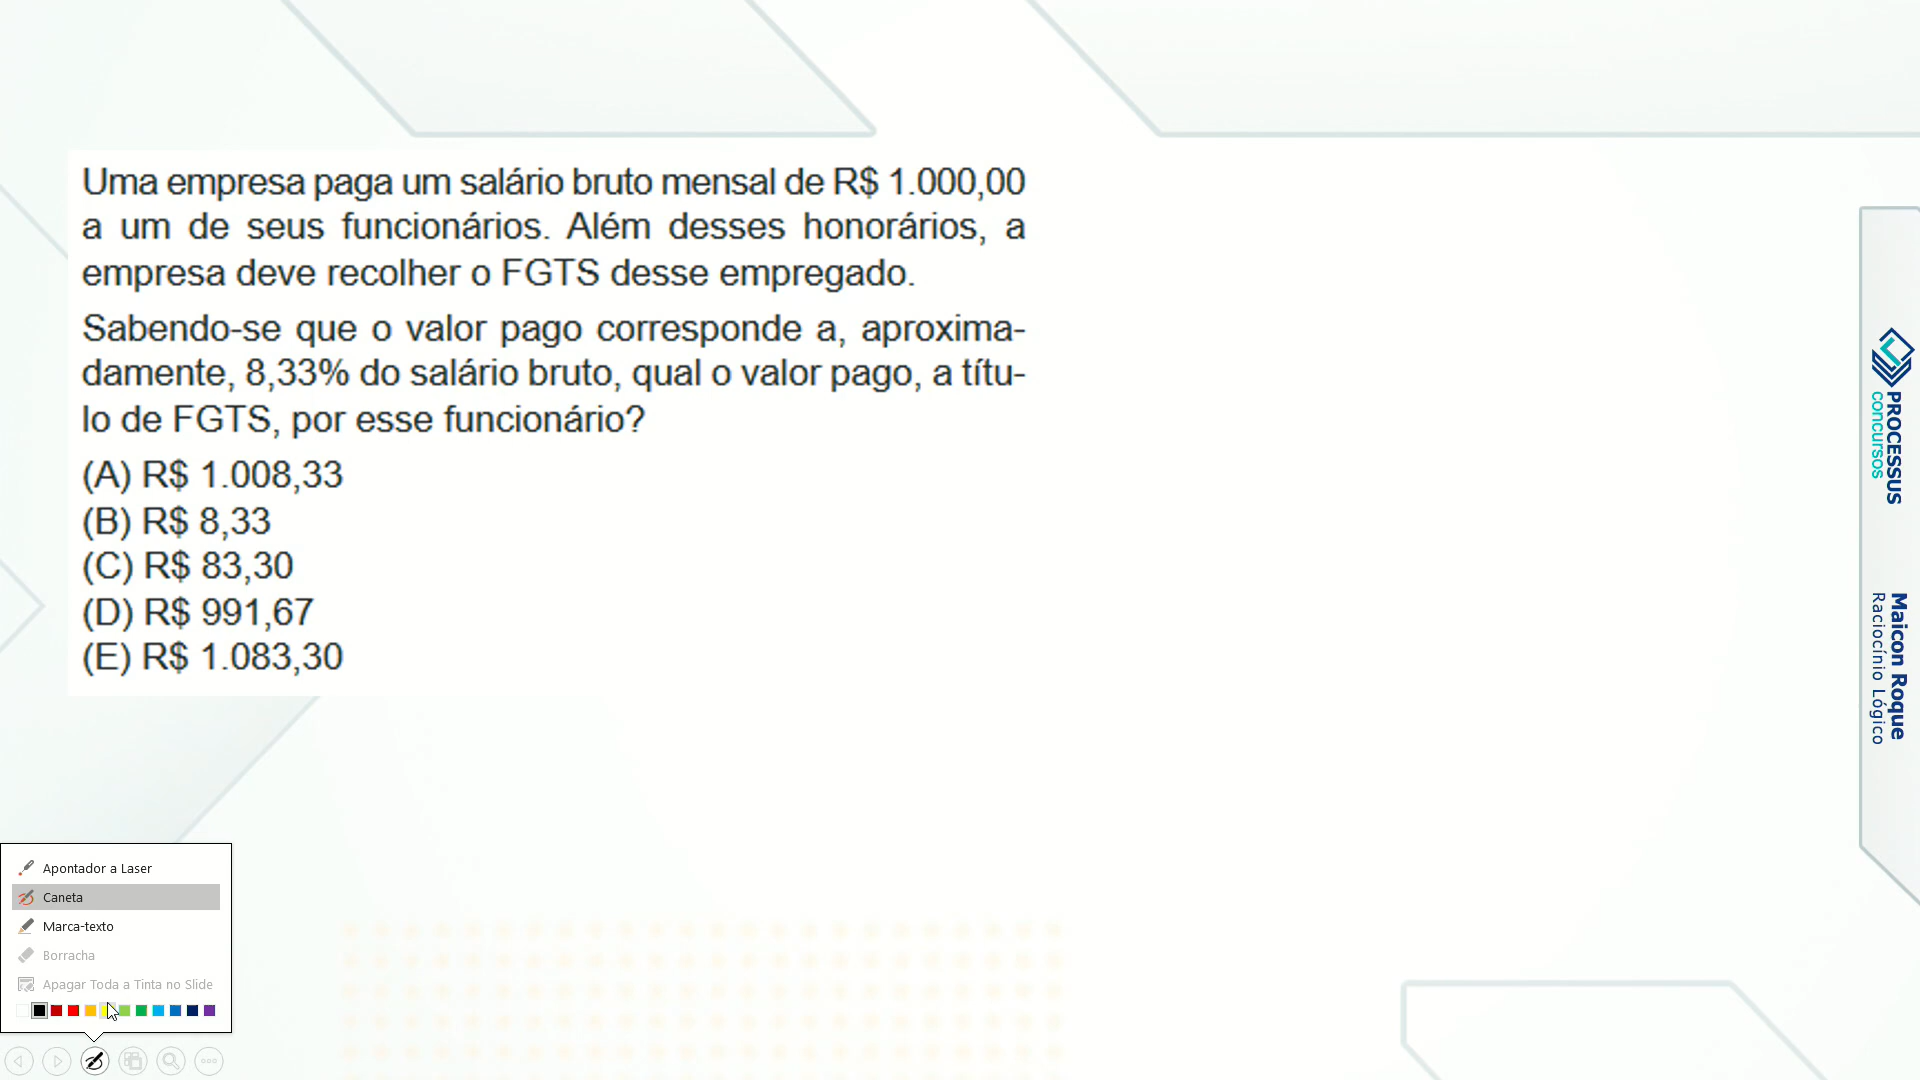 Uma empresa paga um salário bruto mensal de R$ 1.000,00
a um de seus funcionários. Além desses honorários, a
empresa deve recolher o FGTS desse empregado.
Sabendo-se que o valor pago corresponde a, aproxima-
damente, 8,33% do salário bruto, qual o valor pago, a títu-
lo de FGTS, por esse funcionário?
(A) R$ 1.008,33
(B) R$ 8,33
(C) R$ 83,30
(D) R$ 991,67
(E) R$ 1.083,30
PROCESSUS
concursos
Maicon Roque
Raciocínio Lógico
Apontador a Laser
Caneta
Marca-texto
Borracha
Apagar Toda a Tinta no Slide